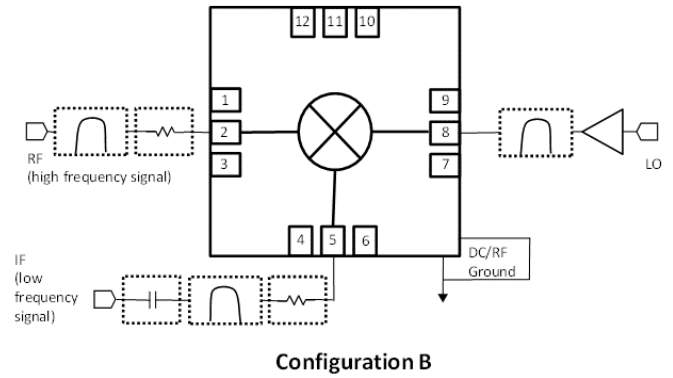 12 11 10
1
9
2
8
3
7
RF
(high frequency signal)
LO
4 5 6
DC/RF
Ground
IF
(low
frequency
signal)
Configuration B